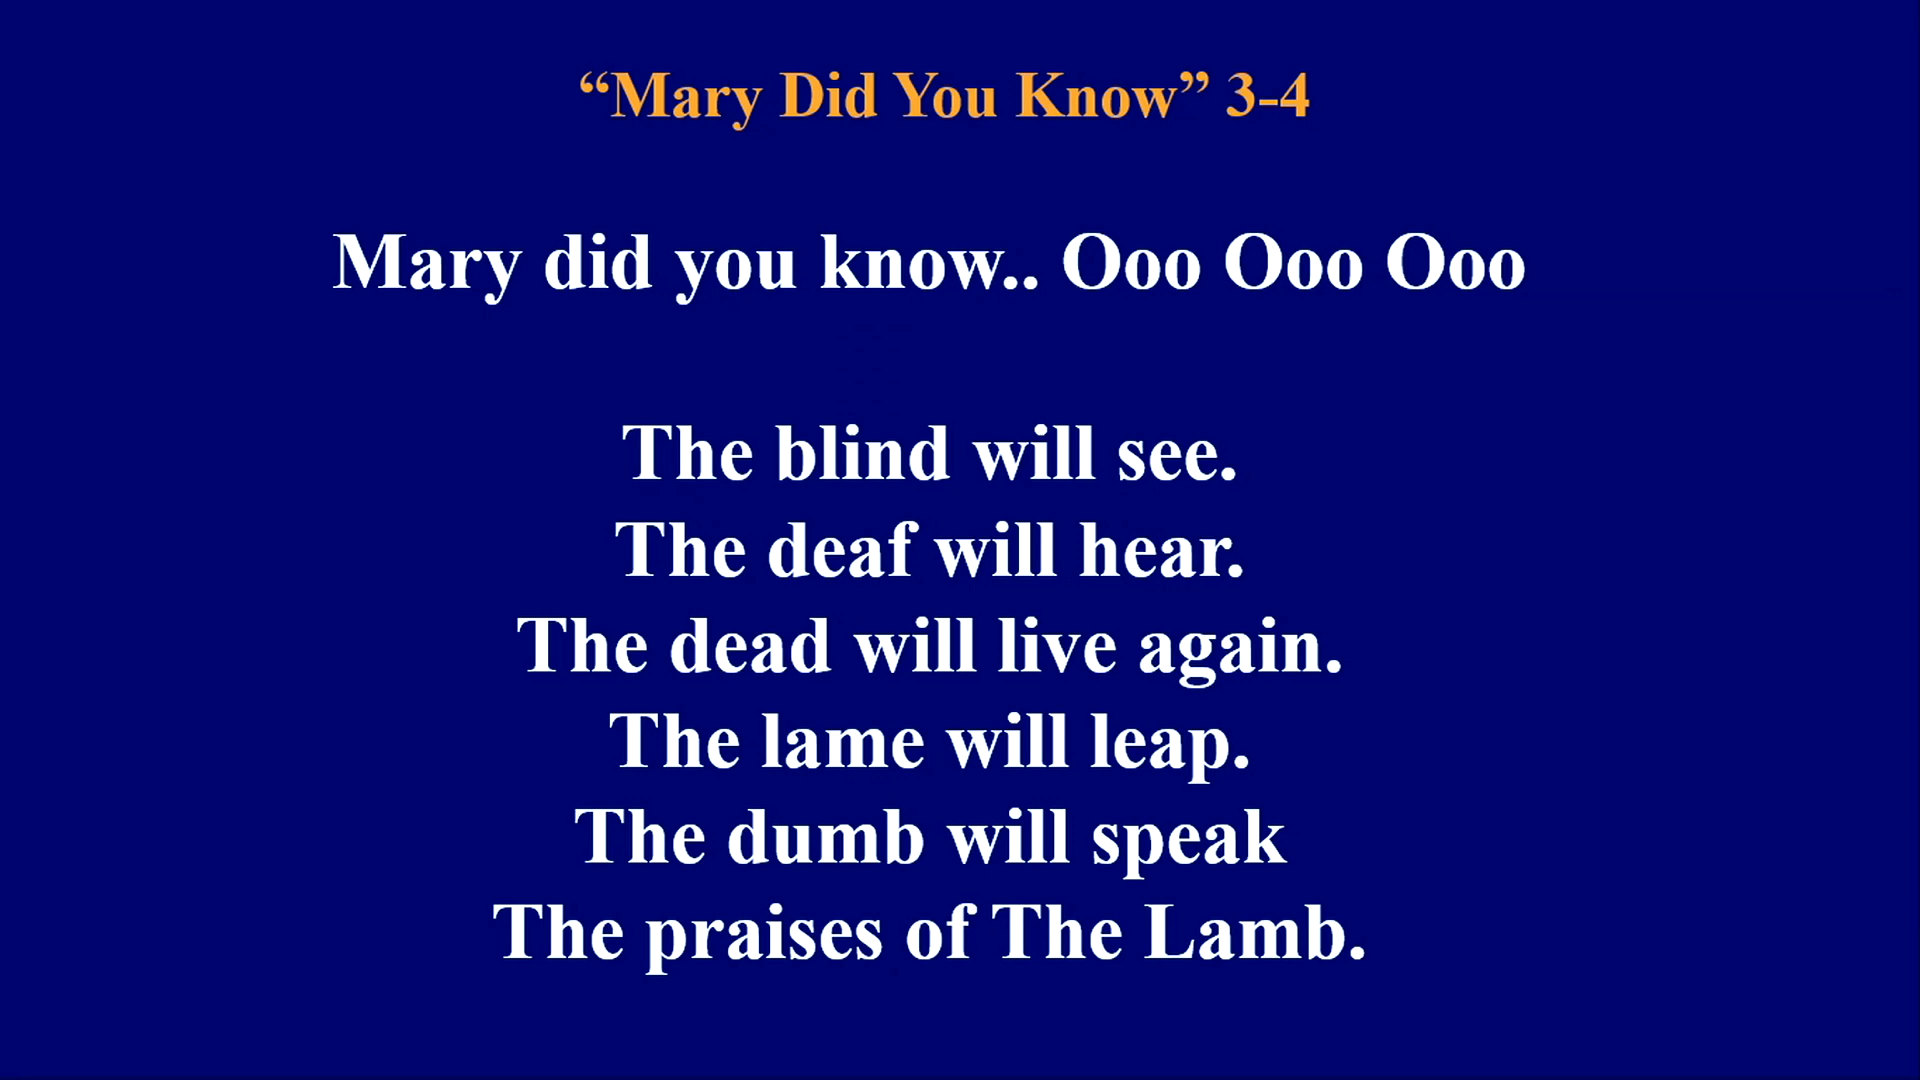 “Mary Did You Know” 3-4
Mary did you know.. Ooo Ooo Ooo
The blind will see.
The deaf will hear.
The dead will live again.
The lame will leap.
The dumb will speak
The praises of The Lamb.